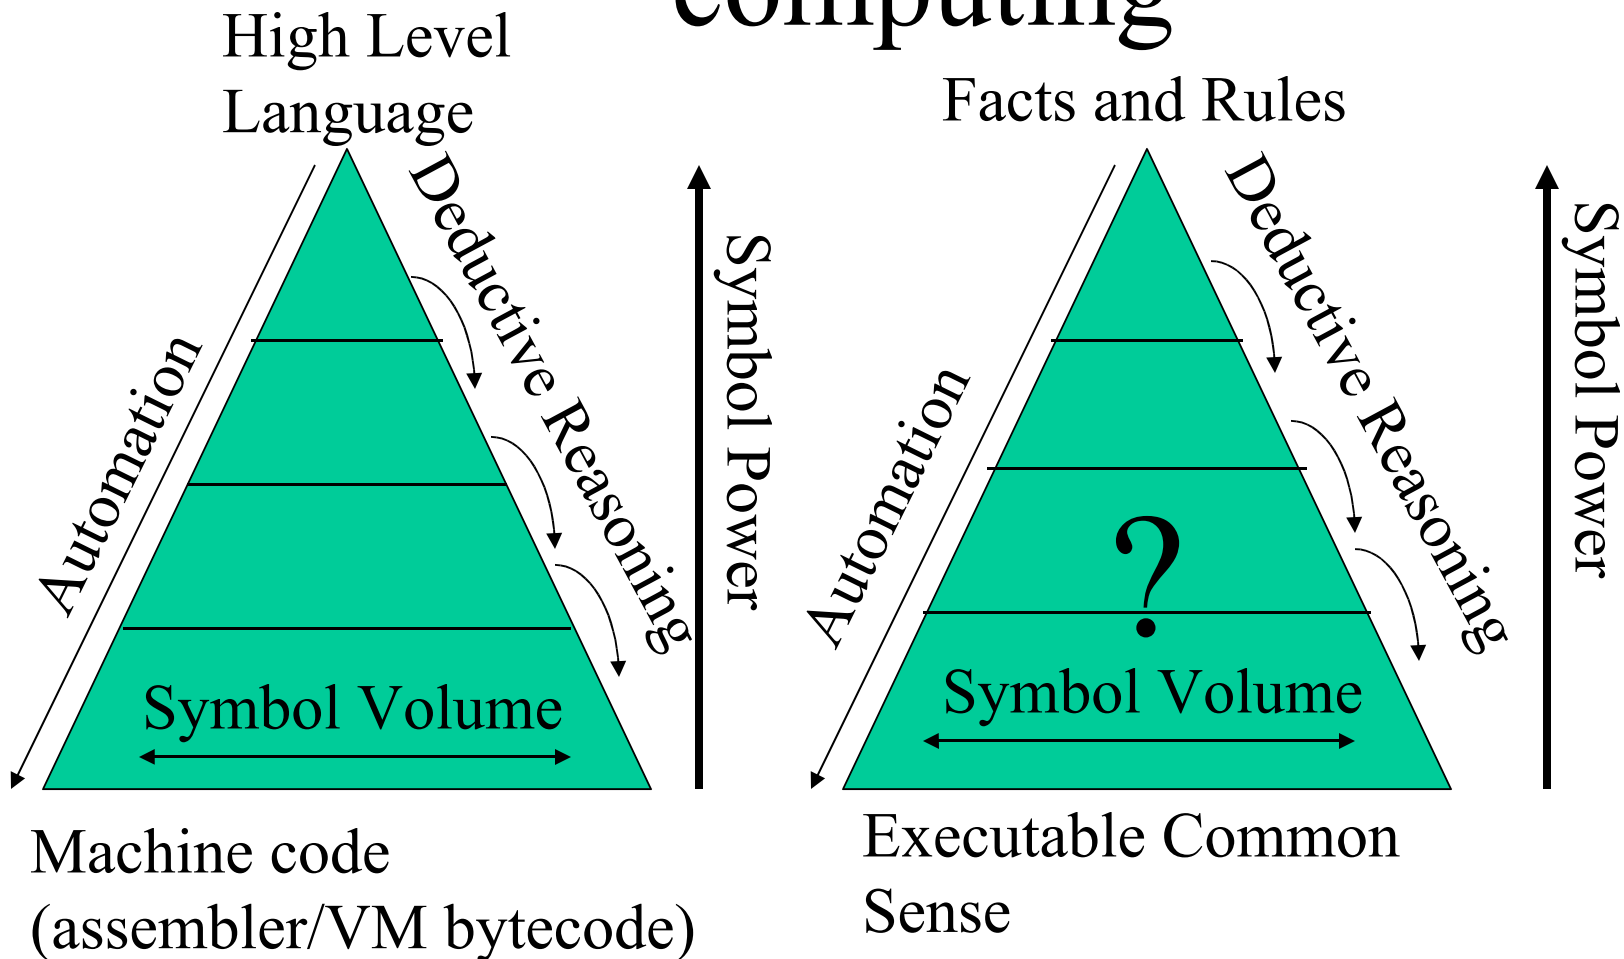 computing
High Level
Language
Deductive Reasoning
Automation
Symbol Power
Symbol Volume
Machine code
(assembler/VM bytecode)
Facts and Rules
Deductive Reasoning
Automation
Symbol Power
?
Symbol Volume
Executable Common
Sense